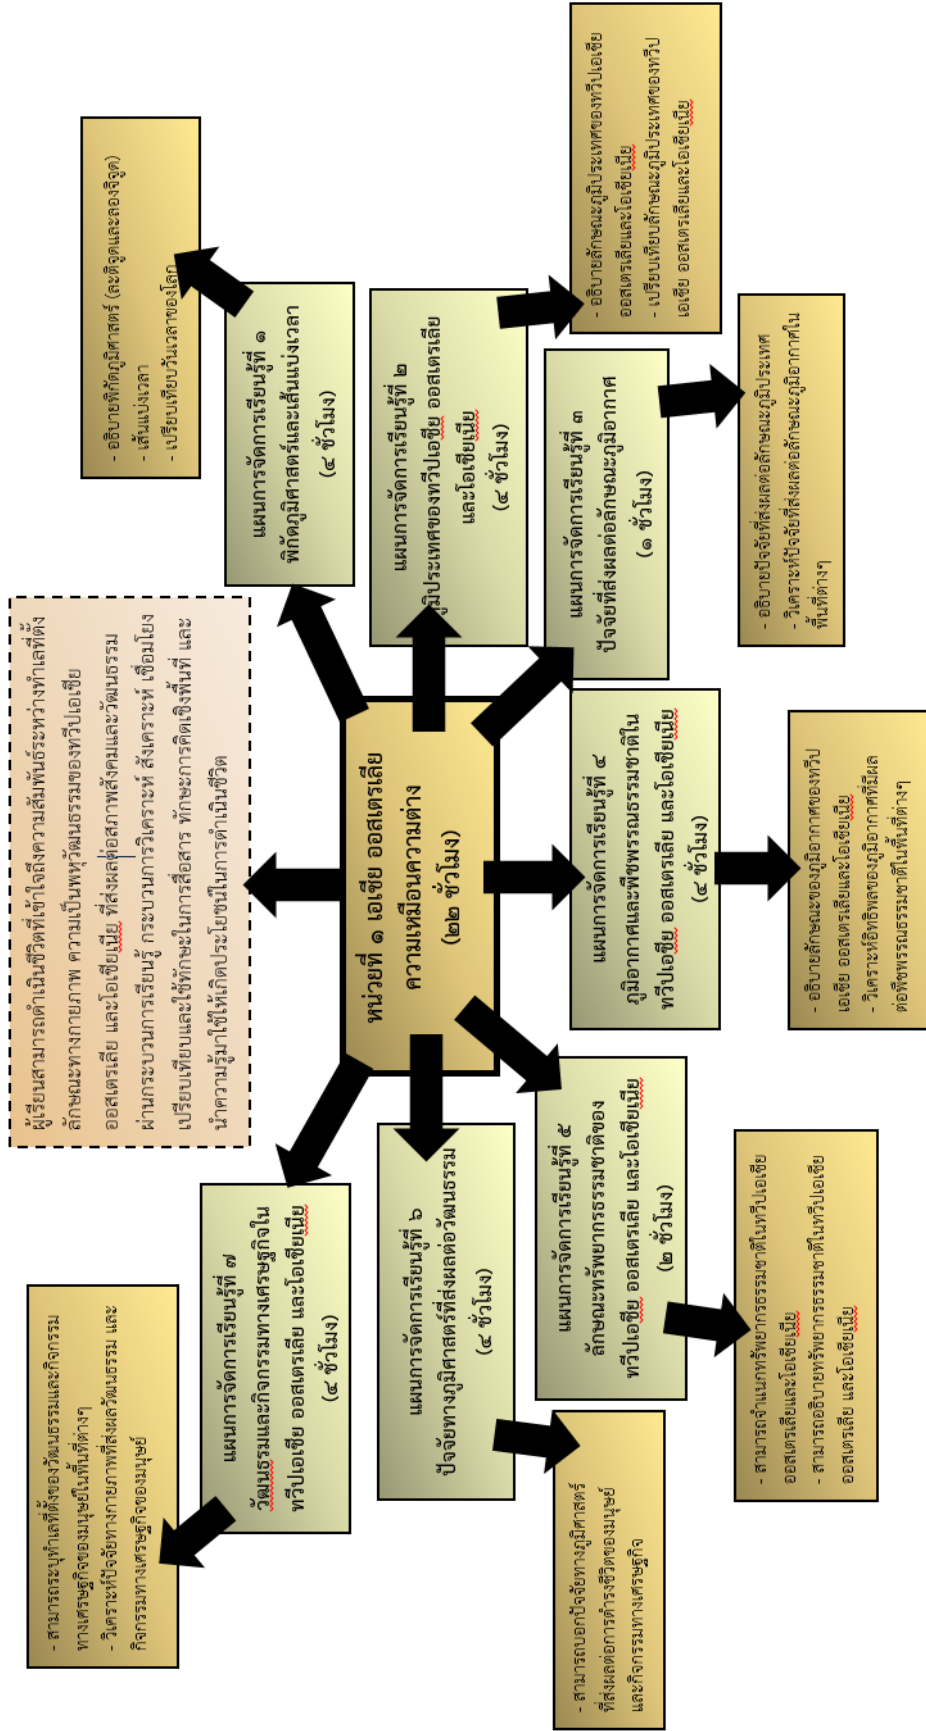 ผู้เรียนสามารถดำเนินชีวิตที่เข้าใจถึงความสัมพันธ์ระหว่างทำเลที่ตั้ง
ลักษณะทางกายภาพ ความเป็นพหุวัฒนธรรมของทวีปเอเชีย
ออสเตรเลีย และโอเชียเนีย ที่ส่งผลต่อสภาพสังคมและวัฒนธรรม
ผ่านกระบวนการเรียนรู้ กระบวนการวิเคราะห์ สังเคราะห์ เชื่อมโยง
เปรียบเทียบและใช้ทักษะในการสื่อสาร ทักษะการคิดเชิงพื้นที่ และ
นำความรู้มาใช้ให้เกิดประโยชน์ในการดำเนินชีวิต
หน่วยที่ ๑ เอเชีย ออสเตรเลีย
ความเหมือนความต่าง
(๒๒ ชั่วโมง)
แผนการจัดการเรียนรู้ที่ ๑
พิกัดภูมิศาสตร์และเส้นแบ่งเวลา
(๔ ชั่วโมง)
- อธิบายพิกัดภูมิศาสตร์ (ละติจูดและลองจิจูด)
- เส้นแบ่งเวลา
- เปรียบเทียบวันเวลาของโลก
แผนการจัดการเรียนรู้ที่ ๒
ภูมิประเทศของทวีปเอเชีย ออสเตรเลีย
และโอเชียเนีย
(๔ ชั่วโมง)
- อธิบายลักษณะภูมิประเทศของทวีปเอเชีย
ออสเตรเลียและโอเชียเนีย
- เปรียบเทียบลักษณะภูมิประเทศของทวีป
เอเชีย ออสเตรเลียและโอเชียเนีย
แผนการจัดการเรียนรู้ที่ ๓
ปัจจัยที่ส่งผลต่อลักษณะภูมิอากาศ
(๑ ชั่วโมง)
- อธิบายปัจจัยที่ส่งผลต่อลักษณะภูมิประเทศ
- วิเคราะห์ปัจจัยที่ส่งผลต่อลักษณะภูมิอากาศใน
พื้นที่ต่างๆ
แผนการจัดการเรียนรู้ที่ ๔
ภูมิอากาศและพืชพรรณธรรมชาติใน
ทวีปเอเชีย ออสเตรเลีย และโอเชียเนีย
(๔ ชั่วโมง)
- อธิบายลักษณะของภูมิอากาศของทวีป
เอเชีย ออสเตรเลียและโอเชียเนีย
- วิเคราะห์อิทธิพลของภูมิอากาศที่มีผล
ต่อพืชพรรณธรรมชาติในพื้นที่ต่างๆ
แผนการจัดการเรียนรู้ที่ ๕
ลักษณะทรัพยากรธรรมชาติของ
ทวีปเอเชีย ออสเตรเลีย และโอเชียเนีย
(๒ ชั่วโมง)
- สามารถจำแนกทรัพยากรธรรมชาติในทวีปเอเชีย
ออสเตรเลียและโอเชียเนีย
- สามารถอธิบายทรัพยากรธรรมชาติในทวีปเอเชีย
ออสเตรเลีย และโอเชียเนีย
แผนการจัดการเรียนรู้ที่ ๖
ปัจจัยทางภูมิศาสตร์ที่ส่งผลต่อวัฒนธรรม
(๔ ชั่วโมง)
- สามารถบอกปัจจัยทางภูมิศาสตร์
ที่ส่งผลต่อการดำรงชีวิตของมนุษย์
และกิจกรรมทางเศรษฐกิจ
แผนการจัดการเรียนรู้ที่ ๗
วัฒนธรรมและกิจกรรมทางเศรษฐกิจใน
ทวีปเอเชีย ออสเตรเลีย และโอเชียเนีย
(๔ ชั่วโมง)
- สามารถระบุทำเลที่ตั้งของวัฒนธรรมและกิจกรรม
ทางเศรษฐกิจของมนุษย์ในพื้นที่ต่างๆ
- วิเคราะห์ปัจจัยทางกายภาพที่ส่งผลวัฒนธรรม และ
กิจกรรมทางเศรษฐกิจของมนุษย์